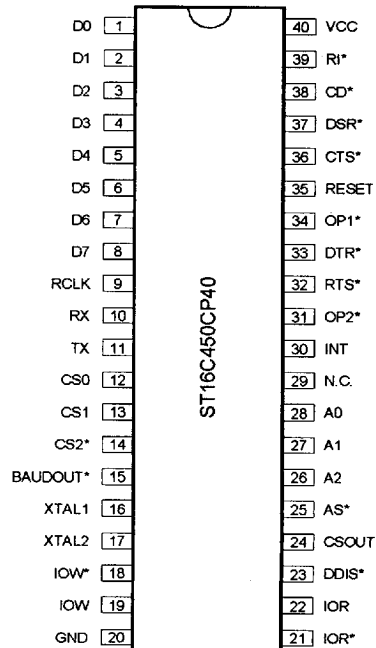 D0 1 40 VCC
D1 2 39 RI*
D2 3 38 CD*
D3 4 37 DSR*
D4 5 36 CTS*
D5 6 35 RESET
D6 7 34 OP1*
D7 8 33 DTR*
RCLK 9 32 RTS*
RX 10 31 OP2*
TX 11 30 INT
CS0 12 29 N.C.
CS1 13 28 A0
CS2* 14 27 A1
BAUDOUT* 15 26 A2
XTAL1 16 25 AS*
XTAL2 17 24 CSOUT
IOW* 18 23 DDIS*
IOW 19 22 IOR
GND 20 21 IOR*
ST16C450CP40